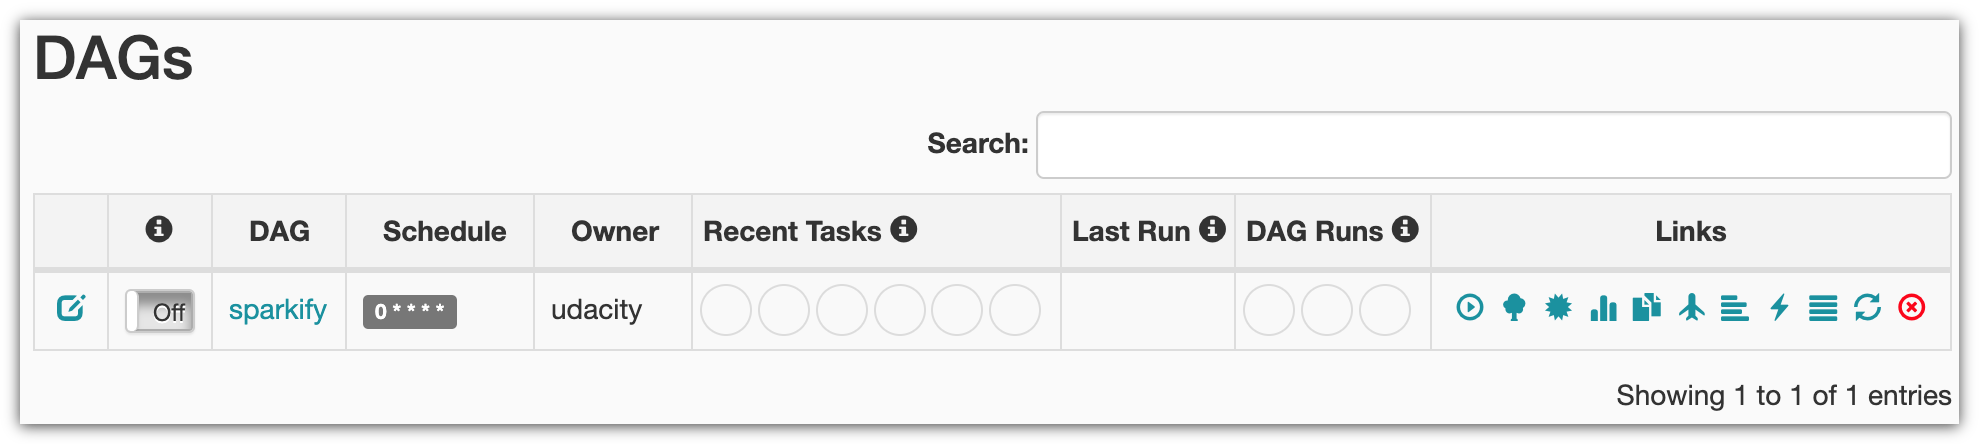 DAGs
Search:
DAG Schedule Owner Recent Tasks Last Run DAG Runs Links
Off sparkify 0 * * * * udacity
Showing 1 to 1 of 1 entries